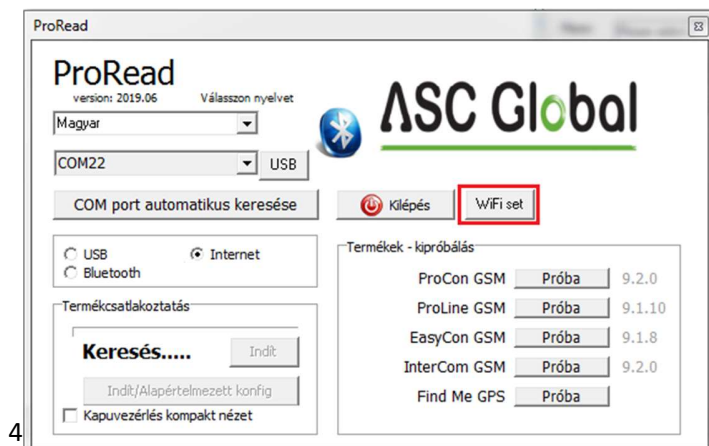 ProRead
ProRead
version: 2019.06 Válasszon nyelvet
Magyar
ASC Global
COM22 USB
COM port automatikus keresése
Kilépés
WiFi set
USB Internet
Bluetooth
Termékcsatlakoztatás
Keresés..... Indít
Indít/Alapértelmezett konfig
Kapuvezérlés kompakt nézet
Termékek - kipróbálás
ProCon GSM Próba 9.2.0
ProLine GSM Próba 9.1.10
EasyCon GSM Próba 9.1.8
InterCom GSM Próba 9.2.0
Find Me GPS Próba
4